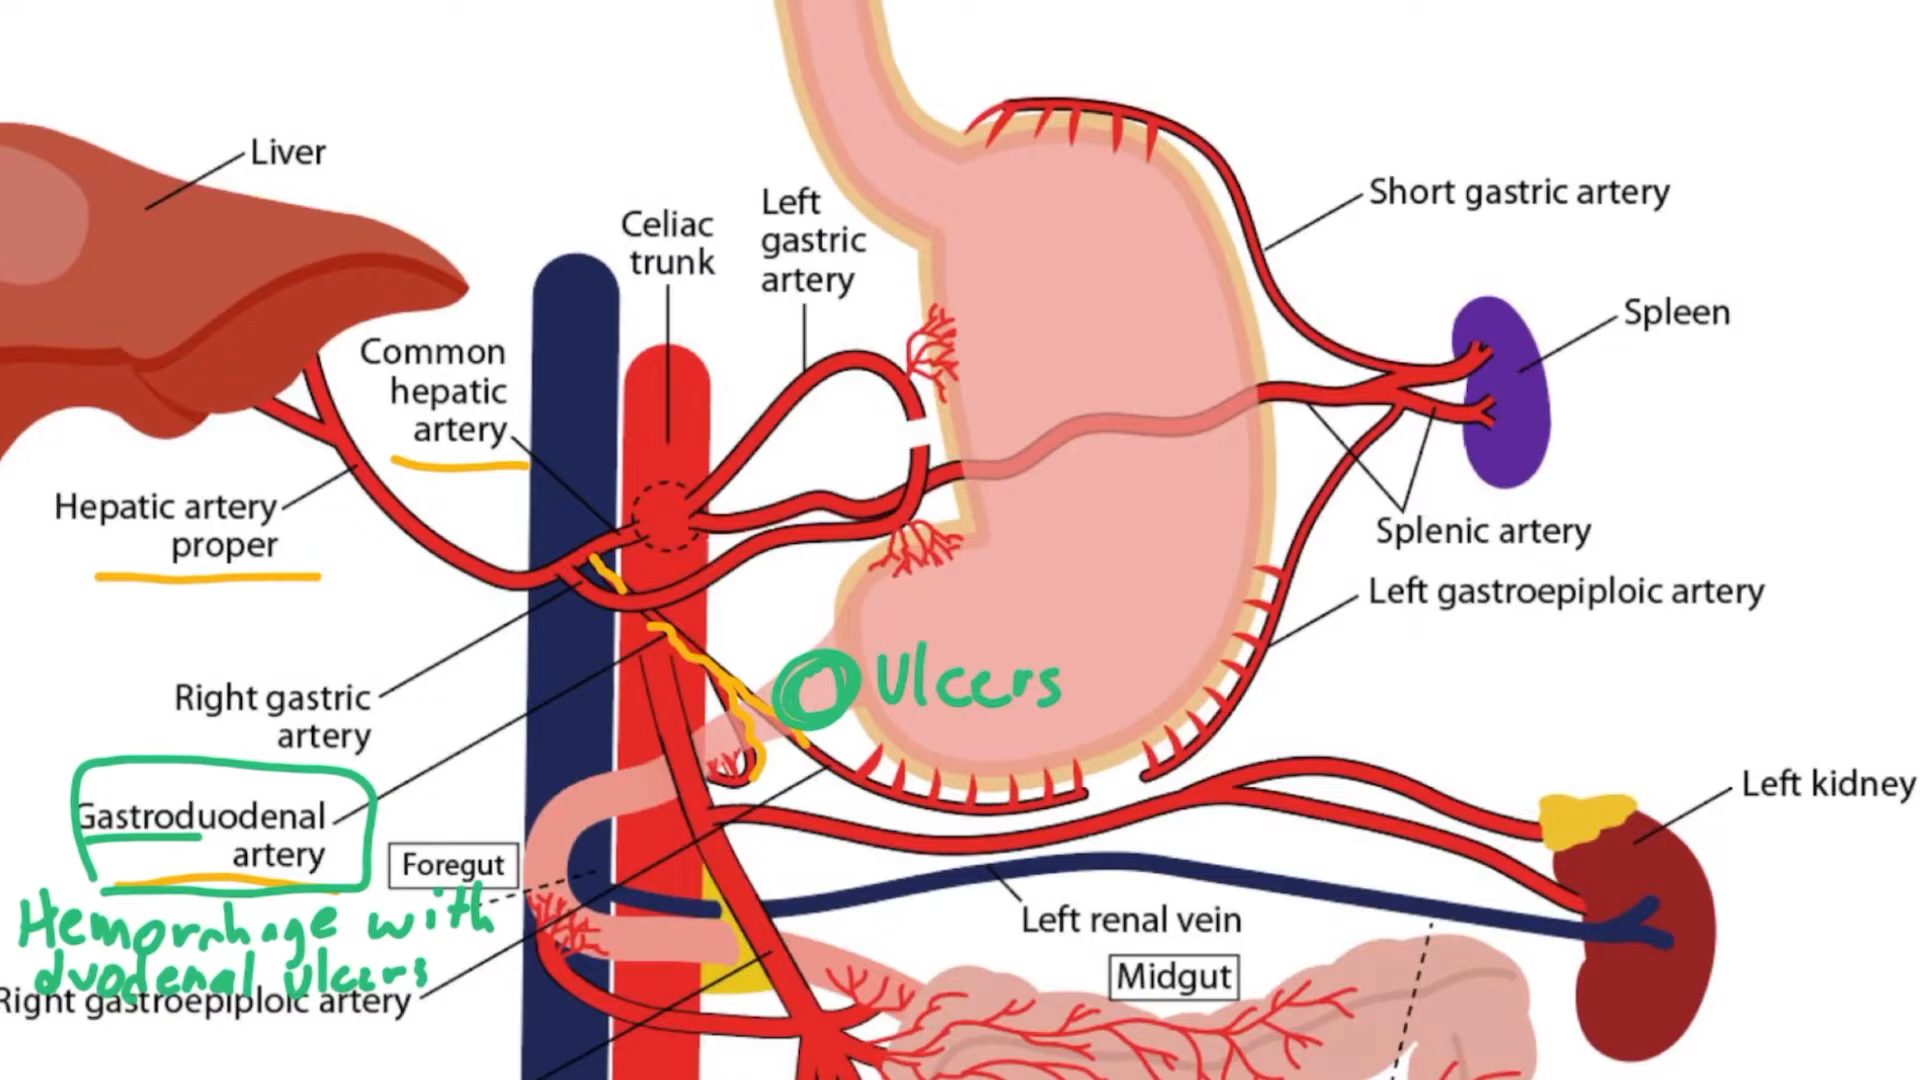 Liver
Short gastric artery
Left
gastric
artery
Celiac
trunk
Spleen
Common
hepatic
artery
Hepatic artery
proper
Splenic artery
Left gastroepiploic artery
Ulcers
Right gastric
artery
Left kidney
Gastroduodenal
artery
Foregut
Hemorrhage with
duodenal ulcers
Left renal vein
Midgut
Right gastroepiploic artery